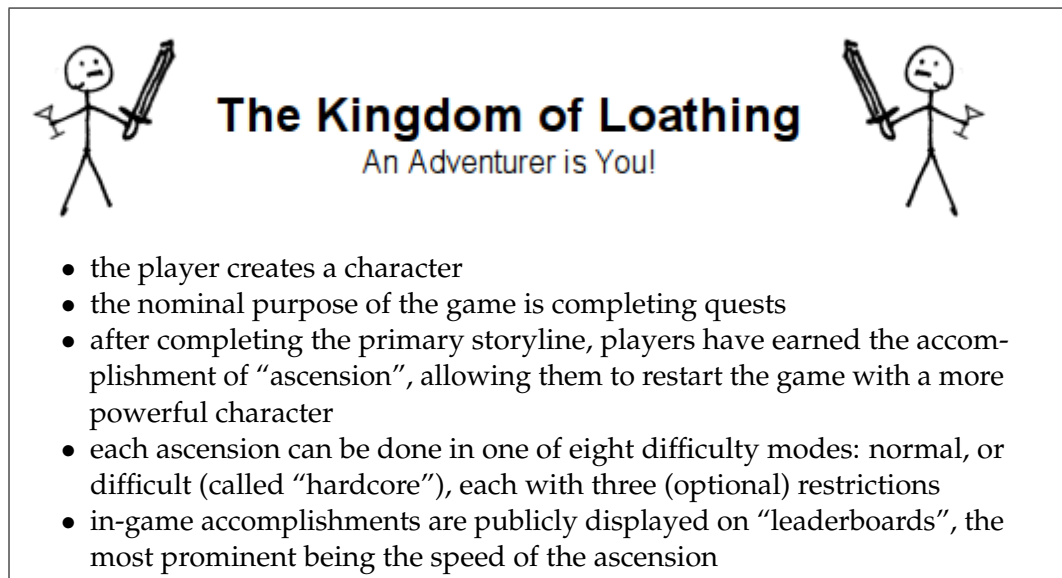 The Kingdom of Loathing
An Adventurer is You!
• the player creates a character
• the nominal purpose of the game is completing quests
• after completing the primary storyline, players have earned the accom-
plishment of “ascension”, allowing them to restart the game with a more
powerful character
• each ascension can be done in one of eight difficulty modes: normal, or
difficult (called “hardcore”), each with three (optional) restrictions
• in-game accomplishments are publicly displayed on “leaderboards”, the
most prominent being the speed of the ascension